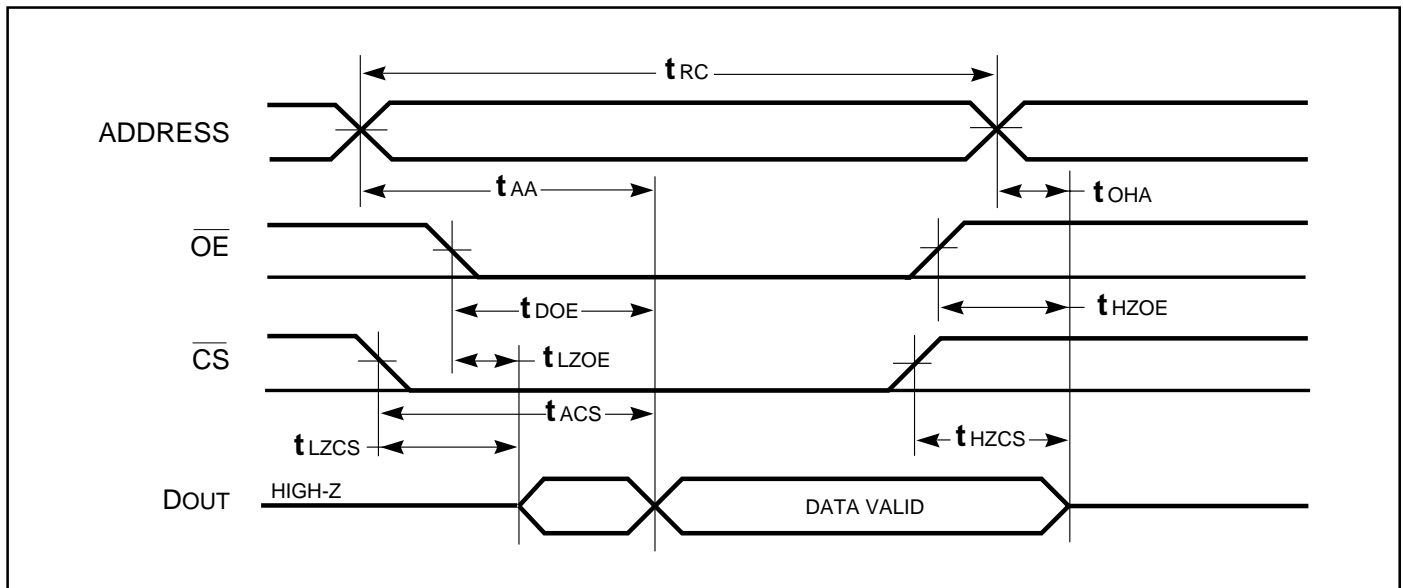 tRC
ADDRESS
tAA
tOHA
OE
tDOE
tHZOE
CS
tLZOE
tACS
tLZCS
tHZCS
DOUT
HIGH-Z
DATA VALID